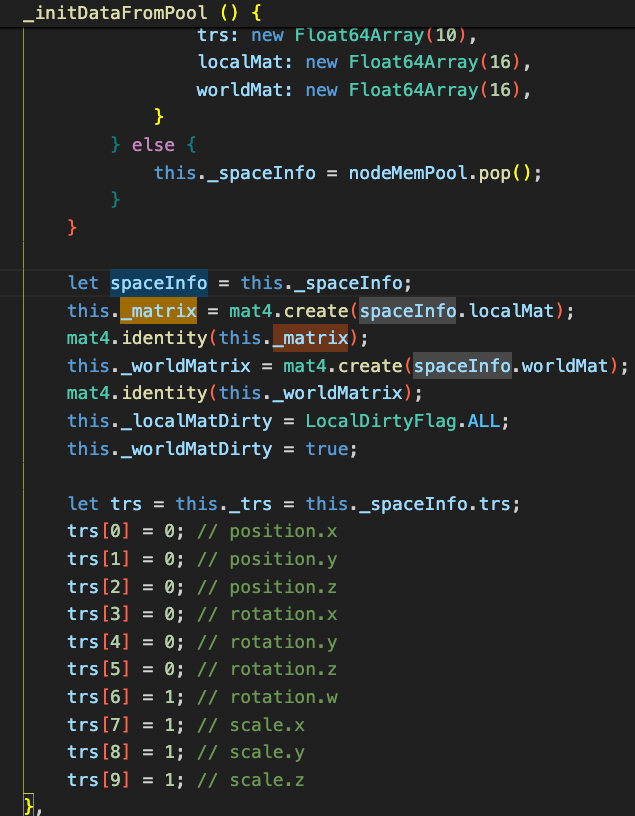 _initDataFromPool () {
trs: new Float64Array(10),
localMat: new Float64Array(16),
worldMat: new Float64Array(16),
}
} else {
this._spaceInfo = nodeMemPool.pop();
}
}
let spaceInfo = this._spaceInfo;
this._matrix = mat4.create(spaceInfo.localMat);
mat4.identity(this._matrix);
this._worldMatrix = mat4.create(spaceInfo.worldMat);
mat4.identity(this._worldMatrix);
this._localMatDirty = LocalDirtyFlag.ALL;
this._worldMatDirty = true;
let trs = this._trs = this._spaceInfo.trs;
trs[0] = 0; // position.x
trs[1] = 0; // position.y
trs[2] = 0; // position.z
trs[3] = 0; // rotation.x
trs[4] = 0; // rotation.y
trs[5] = 0; // rotation.z
trs[6] = 1; // rotation.w
trs[7] = 1; // scale.x
trs[8] = 1; // scale.y
trs[9] = 1; // scale.z
},